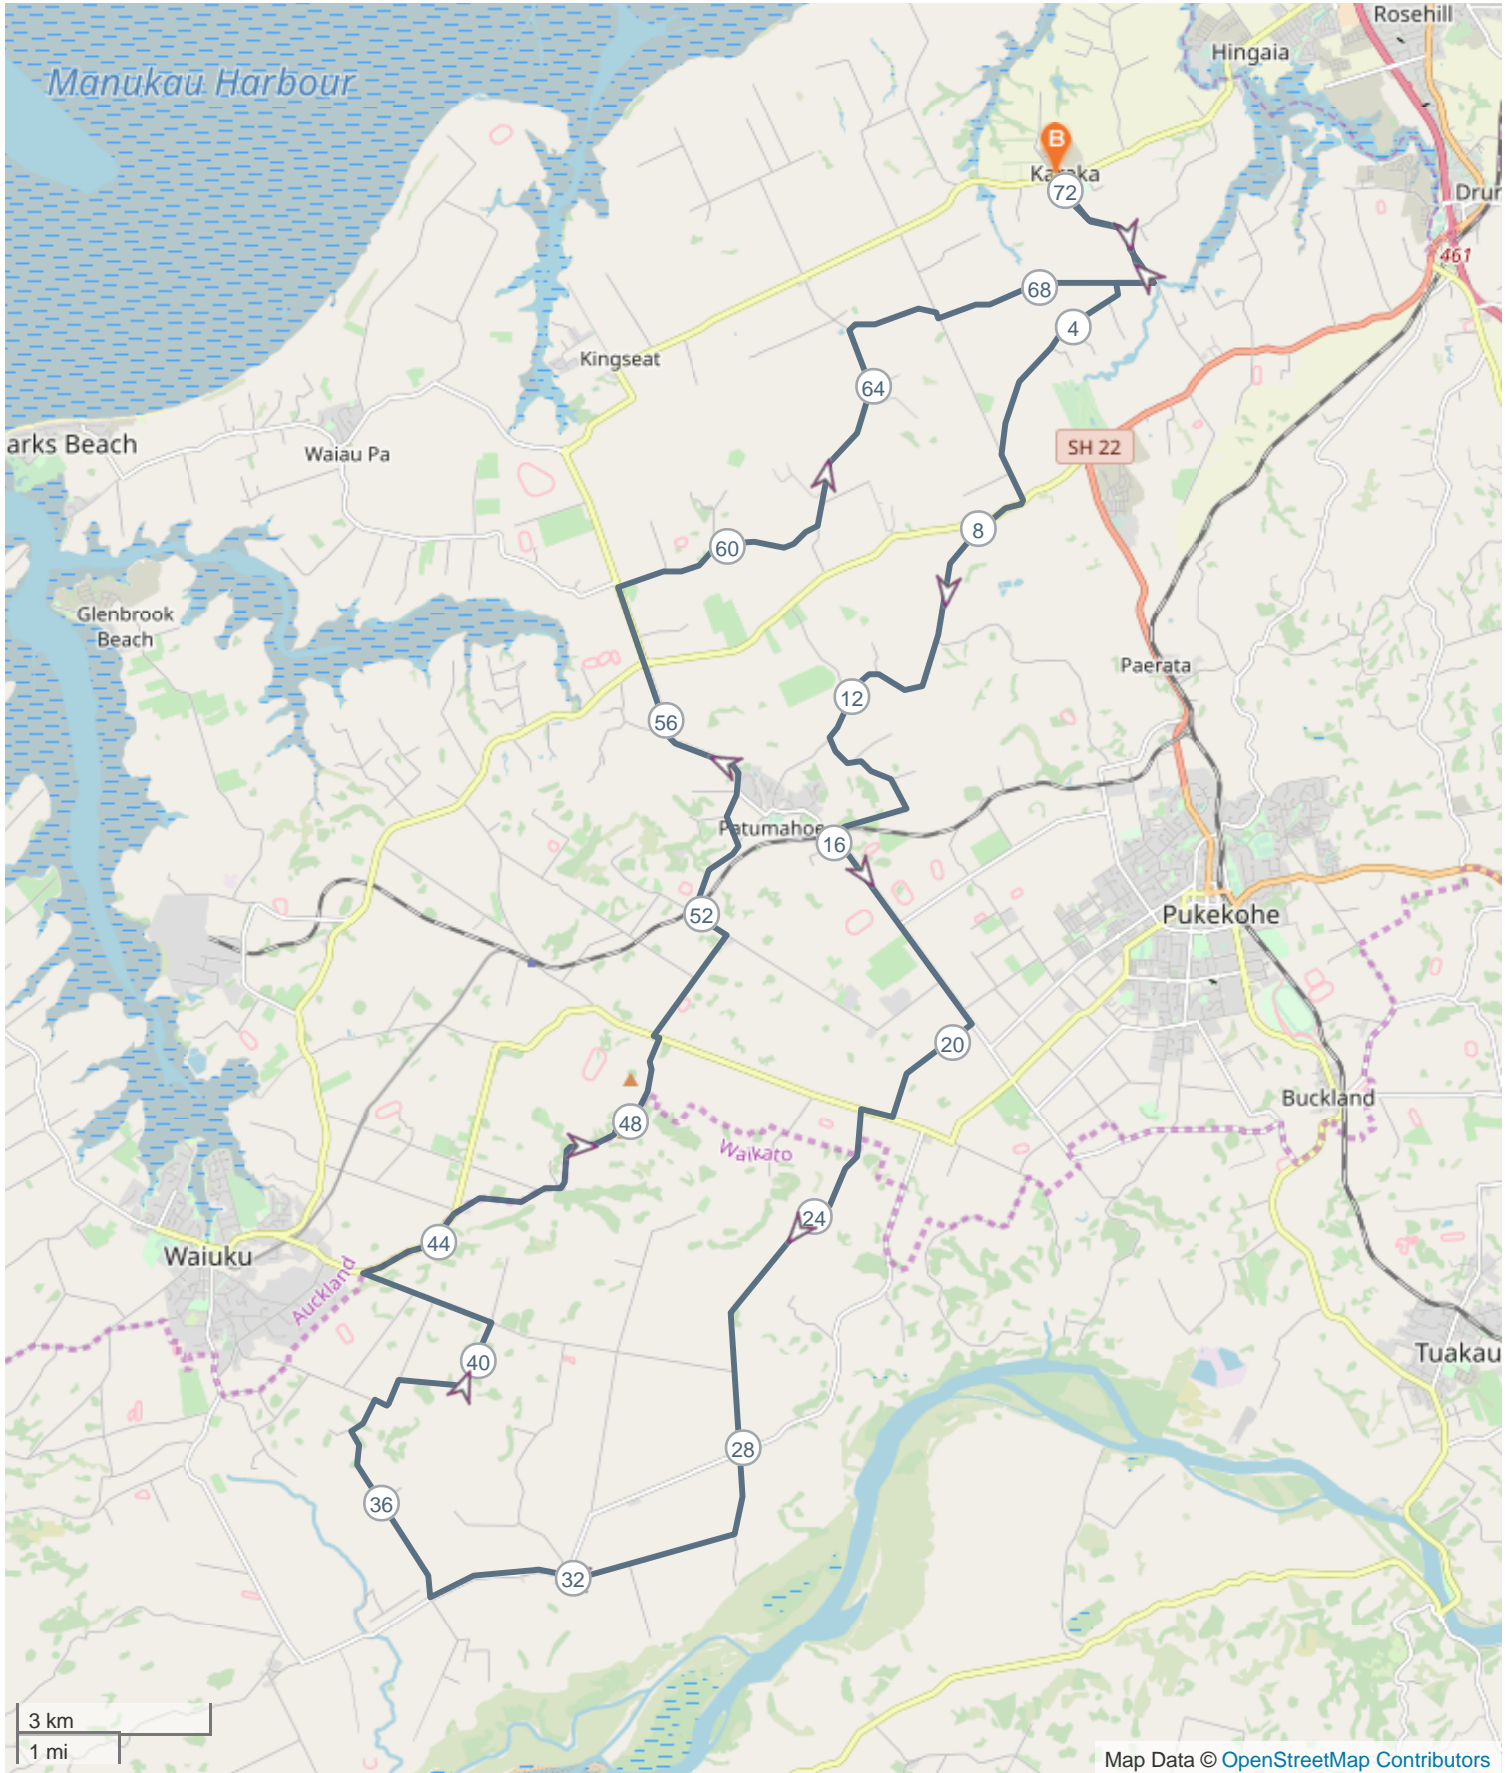 Rosehill
Hingaia
Manukau Harbour
B
Karaka
72
Drur
461
68
4
Kingseat
64
arks Beach
Waiau Pa
SH 22
8
60
Glenbrook
Beach
Paerata
12
56
Patumahoe
16
52
Pukekohe
20
Buckland
48
Waikato
24
44
Waiuku
Auckland
40
Tuakau
28
36
32
3 km
1 mi
Map Data © OpenStreetMap Contributors